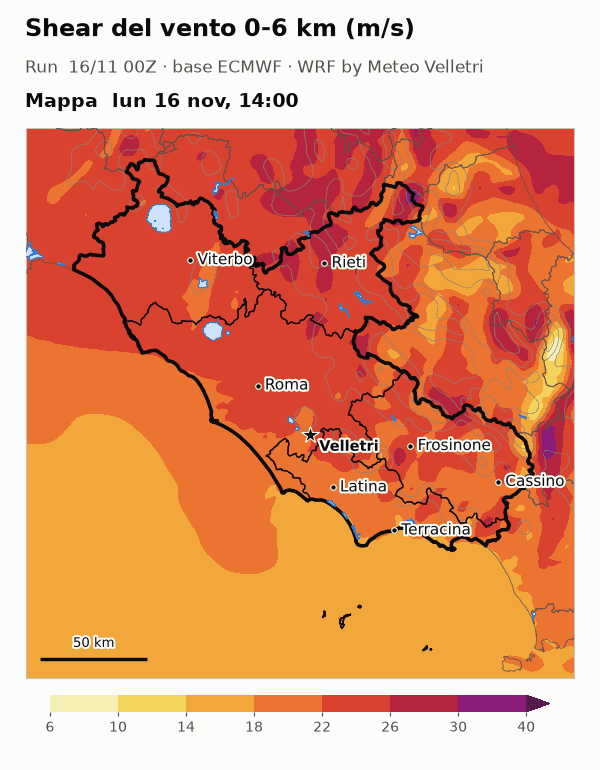 Shear del vento 0-6 km (m/s)
Run  16/11 00Z · base ECMWF · WRF by Meteo Velletri
Mappa  lun 16 nov, 14:00
Viterbo
Rieti
Roma
Velletri
Frosinone
Latina
Cassino
Terracina
50 km
6 10 14 18 22 26 30 40